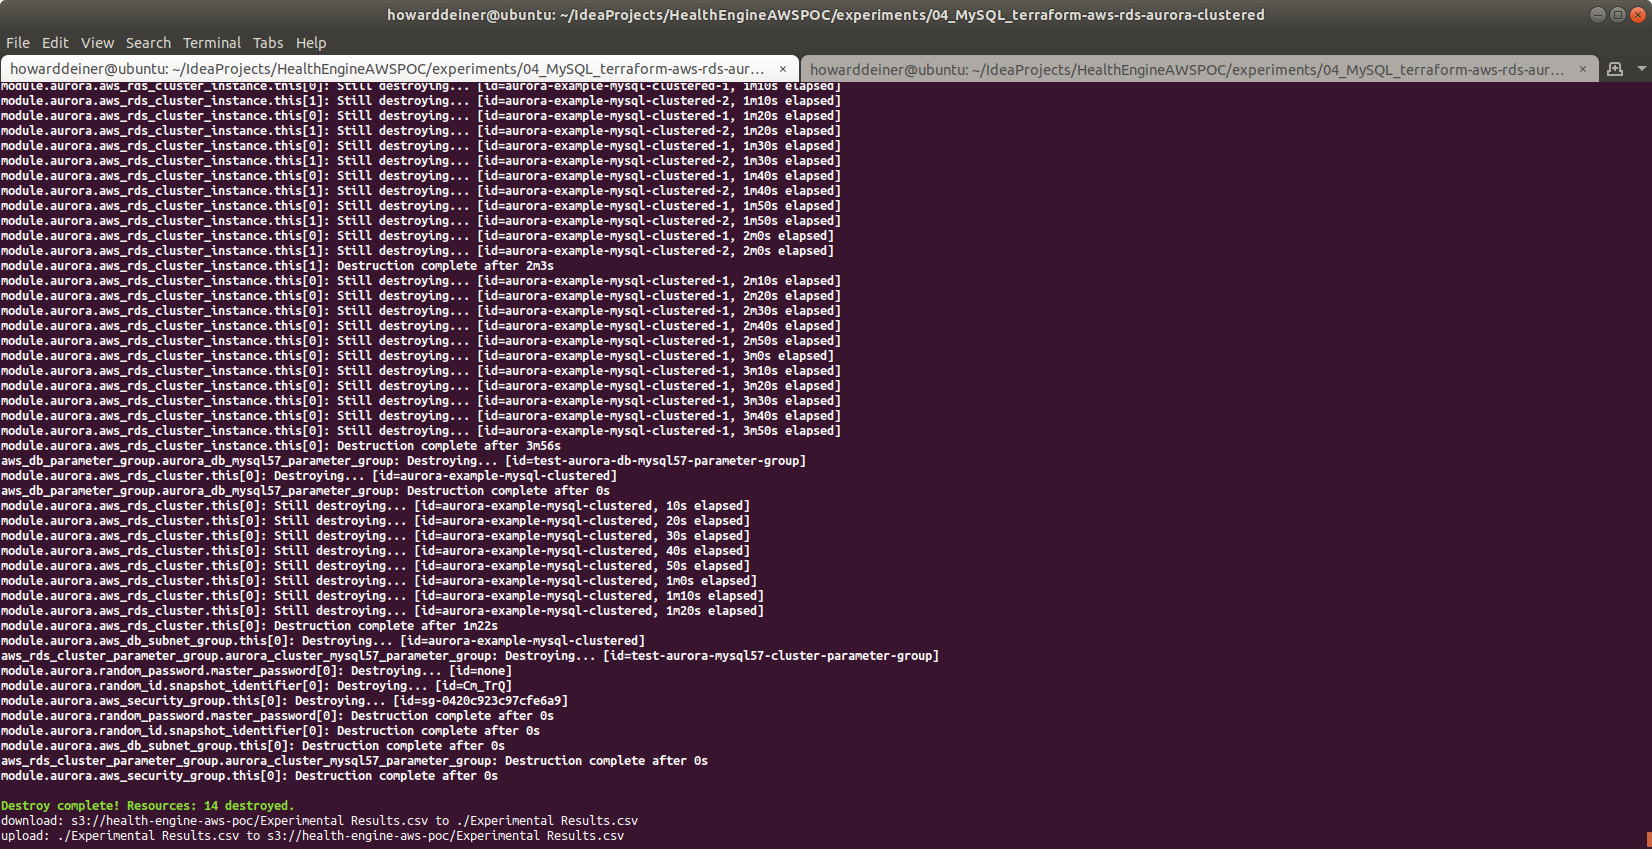 howarddeiner@ubuntu: ~/IdeaProjects/HealthEngineAWSPOC/experiments/04_MySQL_terraform-aws-rds-aurora-clustered
File Edit View Search Terminal Tabs Help
howarddeiner@ubuntu: ~/IdeaProjects/HealthEngineAWSPOC/experiments/04_MySQL_terraform-aws-rds-aur... × howarddeiner@ubuntu: ~/IdeaProjects/HealthEngineAWSPOC/experiments/04_MySQL_terraform-aws-rds-aur... ×
module.aurora.aws_rds_cluster_instance.this[0]: Still destroying... [id=aurora-example-mysql-clustered-1, 1m10s elapsed]
module.aurora.aws_rds_cluster_instance.this[1]: Still destroying... [id=aurora-example-mysql-clustered-2, 1m10s elapsed]
module.aurora.aws_rds_cluster_instance.this[0]: Still destroying... [id=aurora-example-mysql-clustered-1, 1m20s elapsed]
module.aurora.aws_rds_cluster_instance.this[1]: Still destroying... [id=aurora-example-mysql-clustered-2, 1m20s elapsed]
module.aurora.aws_rds_cluster_instance.this[0]: Still destroying... [id=aurora-example-mysql-clustered-1, 1m30s elapsed]
module.aurora.aws_rds_cluster_instance.this[1]: Still destroying... [id=aurora-example-mysql-clustered-2, 1m30s elapsed]
module.aurora.aws_rds_cluster_instance.this[0]: Still destroying... [id=aurora-example-mysql-clustered-1, 1m40s elapsed]
module.aurora.aws_rds_cluster_instance.this[1]: Still destroying... [id=aurora-example-mysql-clustered-2, 1m40s elapsed]
module.aurora.aws_rds_cluster_instance.this[0]: Still destroying... [id=aurora-example-mysql-clustered-1, 1m50s elapsed]
module.aurora.aws_rds_cluster_instance.this[1]: Still destroying... [id=aurora-example-mysql-clustered-2, 1m50s elapsed]
module.aurora.aws_rds_cluster_instance.this[0]: Still destroying... [id=aurora-example-mysql-clustered-1, 2m0s elapsed]
module.aurora.aws_rds_cluster_instance.this[1]: Still destroying... [id=aurora-example-mysql-clustered-2, 2m0s elapsed]
module.aurora.aws_rds_cluster_instance.this[1]: Destruction complete after 2m3s
module.aurora.aws_rds_cluster_instance.this[0]: Still destroying... [id=aurora-example-mysql-clustered-1, 2m10s elapsed]
module.aurora.aws_rds_cluster_instance.this[0]: Still destroying... [id=aurora-example-mysql-clustered-1, 2m20s elapsed]
module.aurora.aws_rds_cluster_instance.this[0]: Still destroying... [id=aurora-example-mysql-clustered-1, 2m30s elapsed]
module.aurora.aws_rds_cluster_instance.this[0]: Still destroying... [id=aurora-example-mysql-clustered-1, 2m40s elapsed]
module.aurora.aws_rds_cluster_instance.this[0]: Still destroying... [id=aurora-example-mysql-clustered-1, 2m50s elapsed]
module.aurora.aws_rds_cluster_instance.this[0]: Still destroying... [id=aurora-example-mysql-clustered-1, 3m0s elapsed]
module.aurora.aws_rds_cluster_instance.this[0]: Still destroying... [id=aurora-example-mysql-clustered-1, 3m10s elapsed]
module.aurora.aws_rds_cluster_instance.this[0]: Still destroying... [id=aurora-example-mysql-clustered-1, 3m20s elapsed]
module.aurora.aws_rds_cluster_instance.this[0]: Still destroying... [id=aurora-example-mysql-clustered-1, 3m30s elapsed]
module.aurora.aws_rds_cluster_instance.this[0]: Still destroying... [id=aurora-example-mysql-clustered-1, 3m40s elapsed]
module.aurora.aws_rds_cluster_instance.this[0]: Still destroying... [id=aurora-example-mysql-clustered-1, 3m50s elapsed]
module.aurora.aws_rds_cluster_instance.this[0]: Destruction complete after 3m56s
aws_db_parameter_group.aurora_db_mysql57_parameter_group: Destroying... [id=test-aurora-db-mysql57-parameter-group]
module.aurora.aws_rds_cluster.this[0]: Destroying... [id=aurora-example-mysql-clustered]
aws_db_parameter_group.aurora_db_mysql57_parameter_group: Destruction complete after 0s
module.aurora.aws_rds_cluster.this[0]: Still destroying... [id=aurora-example-mysql-clustered, 10s elapsed]
module.aurora.aws_rds_cluster.this[0]: Still destroying... [id=aurora-example-mysql-clustered, 20s elapsed]
module.aurora.aws_rds_cluster.this[0]: Still destroying... [id=aurora-example-mysql-clustered, 30s elapsed]
module.aurora.aws_rds_cluster.this[0]: Still destroying... [id=aurora-example-mysql-clustered, 40s elapsed]
module.aurora.aws_rds_cluster.this[0]: Still destroying... [id=aurora-example-mysql-clustered, 50s elapsed]
module.aurora.aws_rds_cluster.this[0]: Still destroying... [id=aurora-example-mysql-clustered, 1m0s elapsed]
module.aurora.aws_rds_cluster.this[0]: Still destroying... [id=aurora-example-mysql-clustered, 1m10s elapsed]
module.aurora.aws_rds_cluster.this[0]: Still destroying... [id=aurora-example-mysql-clustered, 1m20s elapsed]
module.aurora.aws_rds_cluster.this[0]: Destruction complete after 1m22s
module.aurora.aws_db_subnet_group.this[0]: Destroying... [id=aurora-example-mysql-clustered]
aws_rds_cluster_parameter_group.aurora_cluster_mysql57_parameter_group: Destroying... [id=test-aurora-mysql57-cluster-parameter-group]
module.aurora.random_password.master_password[0]: Destroying... [id=none]
module.aurora.random_id.snapshot_identifier[0]: Destroying... [id=Cm_TrQ]
module.aurora.aws_security_group.this[0]: Destroying... [id=sg-0420c923c97cfe6a9]
module.aurora.random_password.master_password[0]: Destruction complete after 0s
module.aurora.random_id.snapshot_identifier[0]: Destruction complete after 0s
module.aurora.aws_db_subnet_group.this[0]: Destruction complete after 0s
aws_rds_cluster_parameter_group.aurora_cluster_mysql57_parameter_group: Destruction complete after 0s
module.aurora.aws_security_group.this[0]: Destruction complete after 0s
Destroy complete! Resources: 14 destroyed.
download: s3://health-engine-aws-poc/Experimental Results.csv to ./Experimental Results.csv
upload: ./Experimental Results.csv to s3://health-engine-aws-poc/Experimental Results.csv